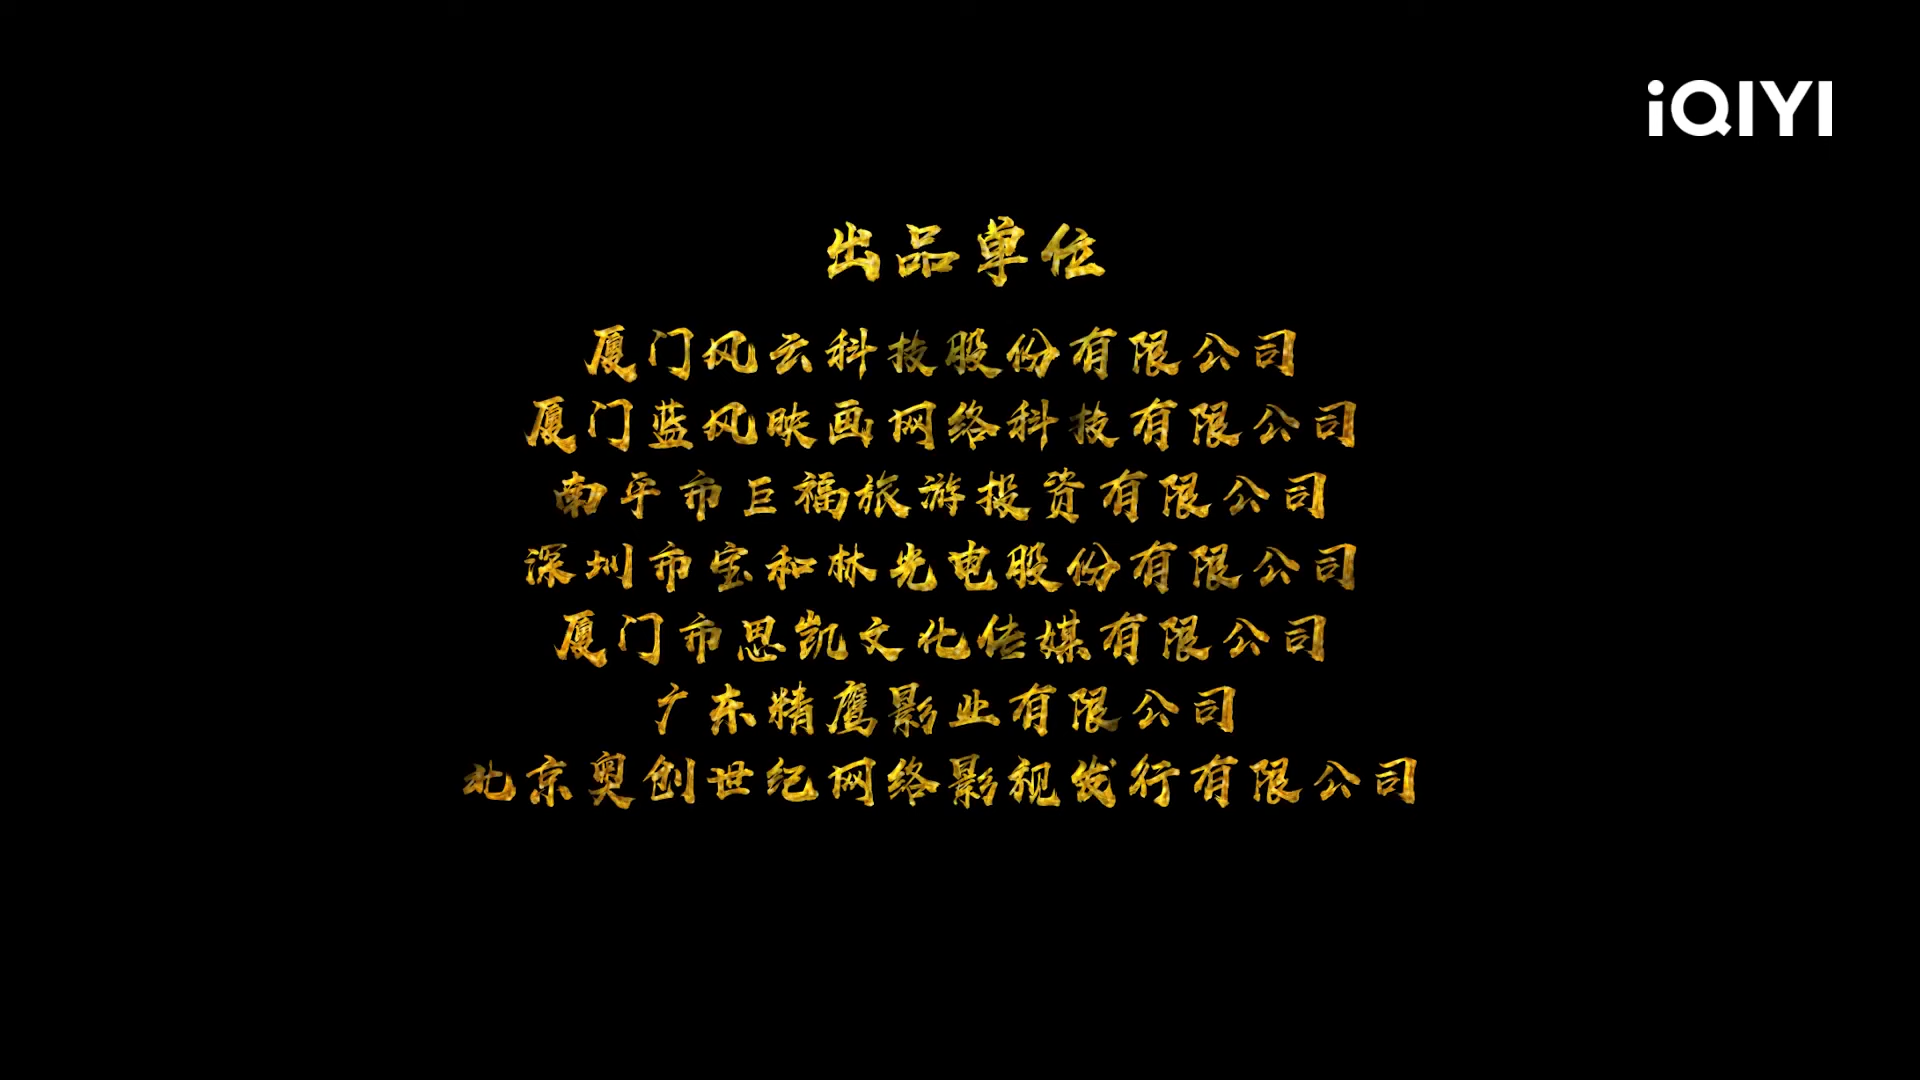 iQIYI
出品单位
厦门风云科技股份有限公司
厦门蓝风映画网络科技有限公司
南平市巨福旅游投资有限公司
深圳市宝和林光电股份有限公司
厦门市思凯文化传媒有限公司
广东精鹰影业有限公司
北京奥创世纪网络影视发行有限公司